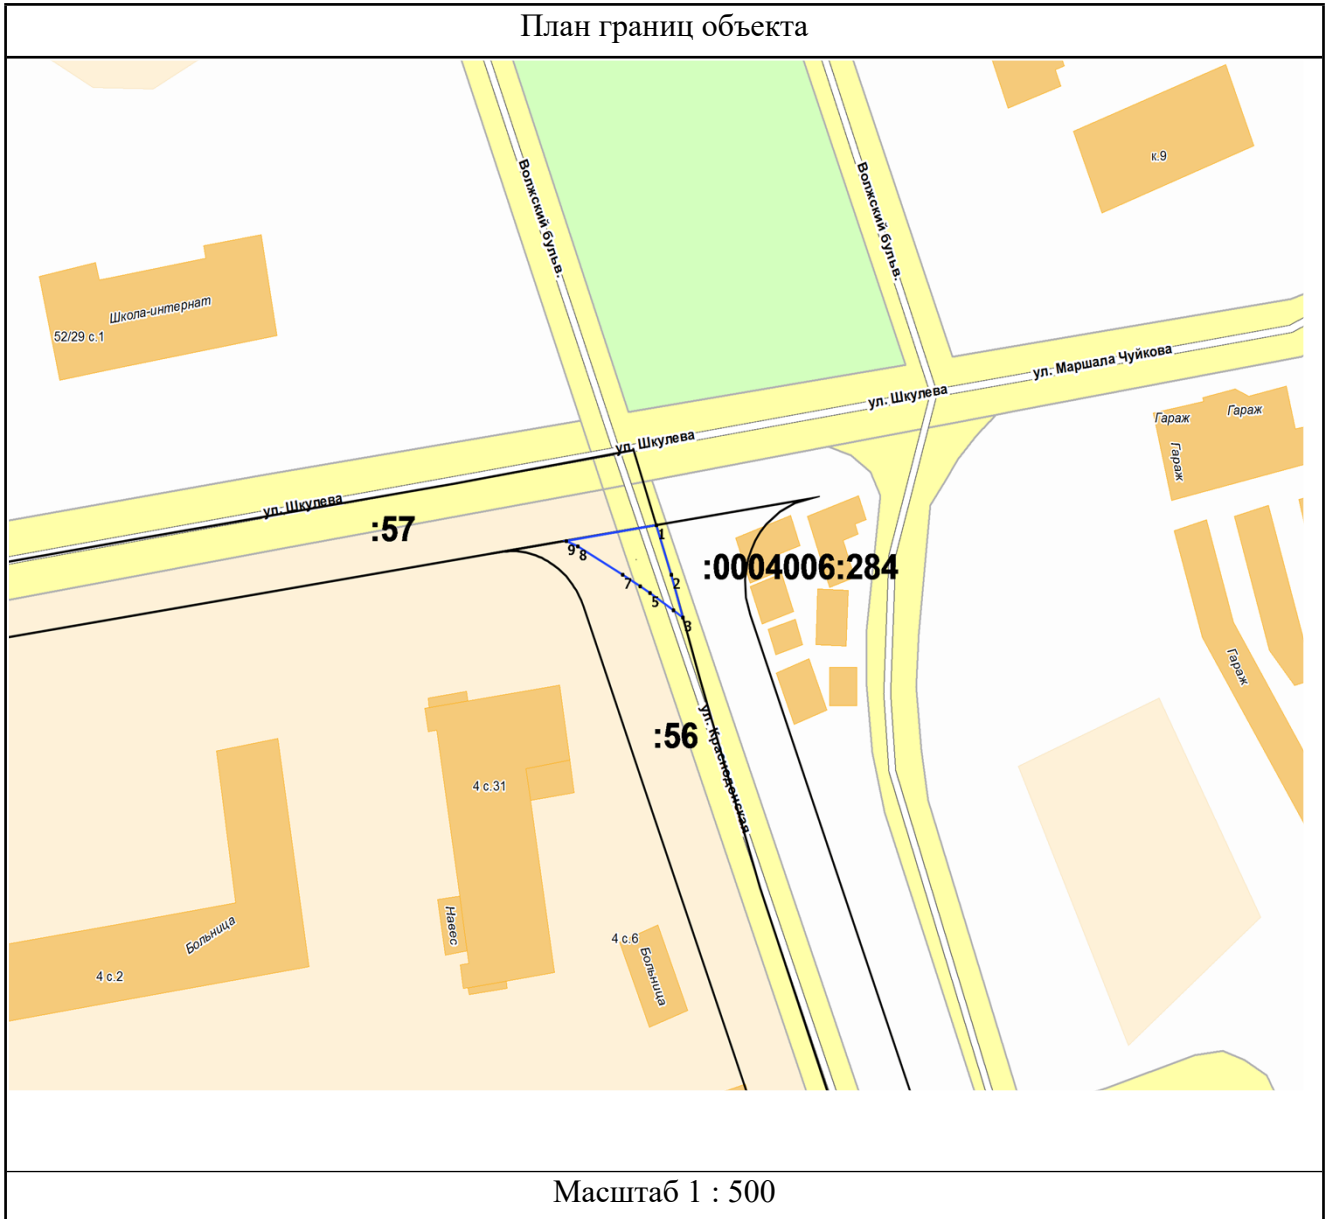 План границ объекта
Волжский бульв.
Волжский бульв.
к.9
Школа-интернат
52/29 с.1
ул. Маршала Чуйкова
ул. Шкулева
ул. Шкулева
ул. Шкулева
Гараж
Гараж
Гараж
:57
1
9
8
:0004006:284
7
2
5
3
Гараж
:56
ул. Краснодонская
4 с.31
Навес
Больница
4 с.6
Больница
4 с.2
Масштаб 1 : 500